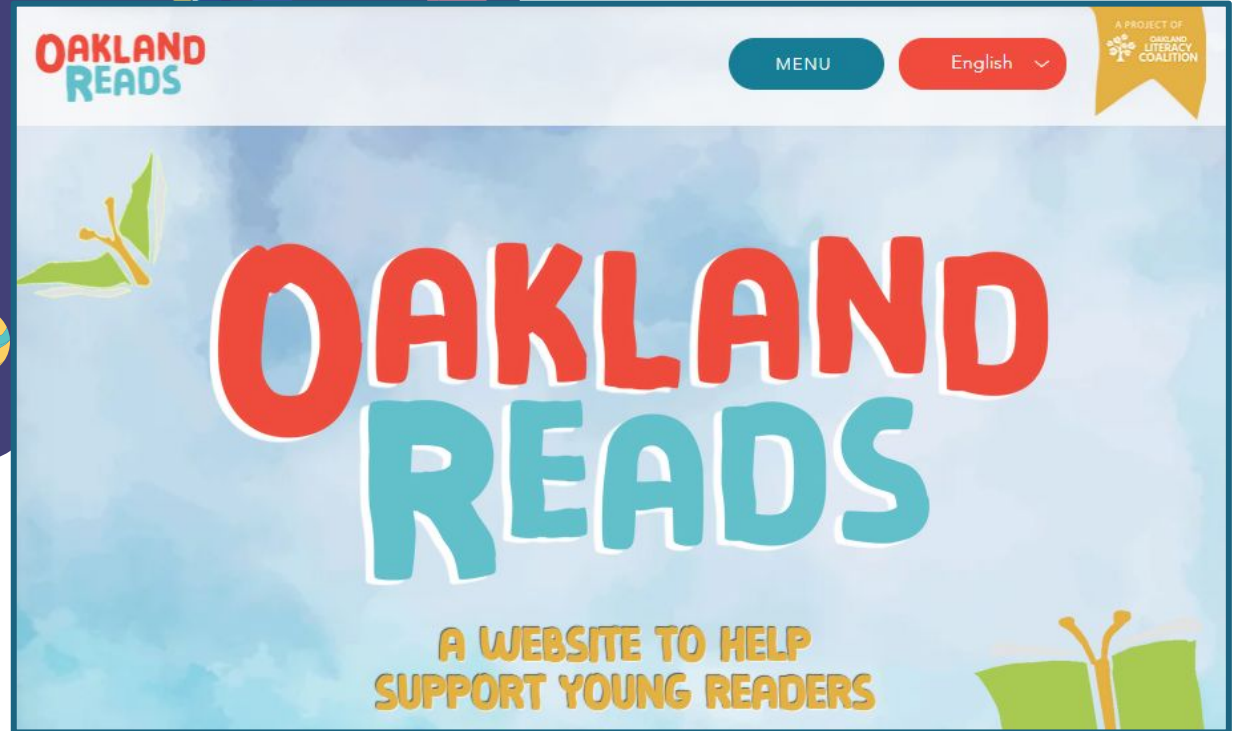 OAKLAND
READS
MENU
English
A PROJECT OF
OAKLAND
LITERACY
COALITION
OAKLAND
READS
A WEBSITE TO HELP
SUPPORT YOUNG READERS